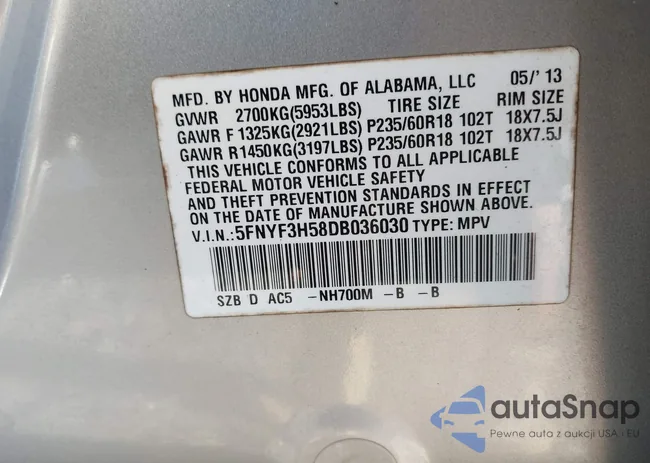 MFD. BY HONDA MFG. OF ALABAMA, LLC 05/' 13
GVWR 2700KG(5953LBS) TIRE SIZE RIM SIZE
GAWR F 1325KG(2921LBS) P235/60R18 102T 18X7.5J
GAWR R 1450KG(3197LBS) P235/60R18 102T 18X7.5J
THIS VEHICLE CONFORMS TO ALL APPLICABLE
FEDERAL MOTOR VEHICLE SAFETY
AND THEFT PREVENTION STANDARDS IN EFFECT
ON THE DATE OF MANUFACTURE SHOWN ABOVE.
V.I.N.:5FNYF3H58DB036030 TYPE: MPV
SZB D AC5 -NH700M -B -B
autaSnap
Pewne auta z aukcji USA i EU